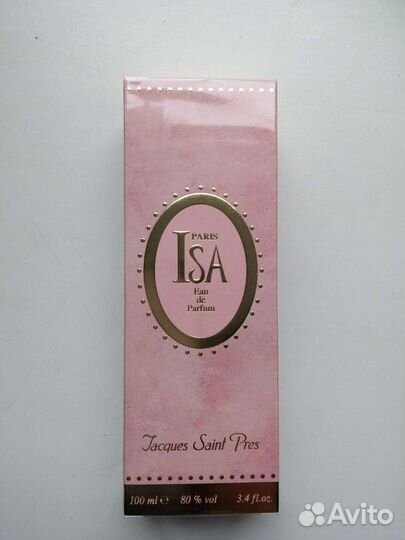 PARIS
ISA
Eau
de
Parfum
Jacques Saint Pres
100 ml ℮ 80 % vol 3.4 fl.oz.
Avito